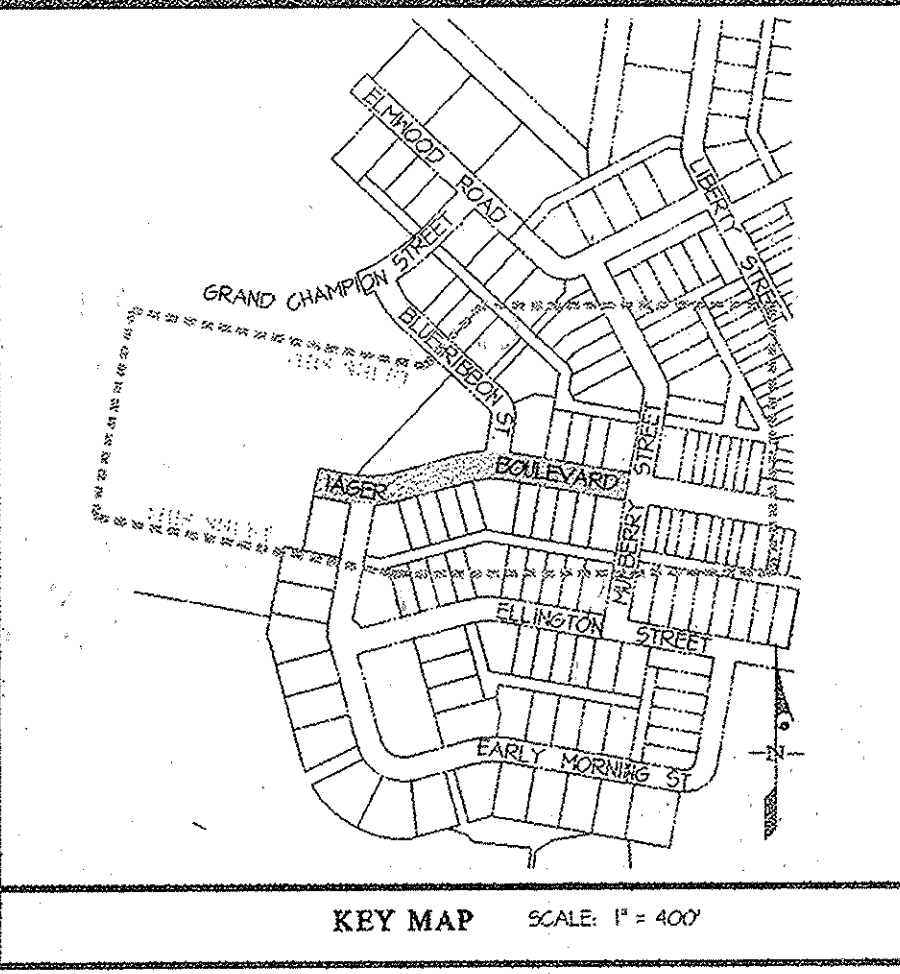 ELMWOOD ROAD
LIBERTY STREET
GRAND CHAMPION STREET
BLUE RIBBON ST.
IAGER BOULEVARD
MULBERRY STREET
ELLINGTON STREET
EARLY MORNING ST
N
KEY MAP SCALE: 1" = 400'